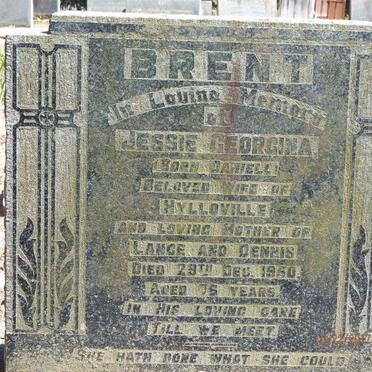 BRENT
In Loving Memory
OF
JESSIE GEORGINA
(BORN DANIELL)
BELOVED WIFE OF
HYLLOVILLE
AND LOVING MOTHER OF
LANCE AND DENNIS
DIED 29TH DEC. 1950.
AGED YEARS.
IN HIS LOVING CARE
TILL WE MEET
SHE HATH DONE WHAT SHE COULD